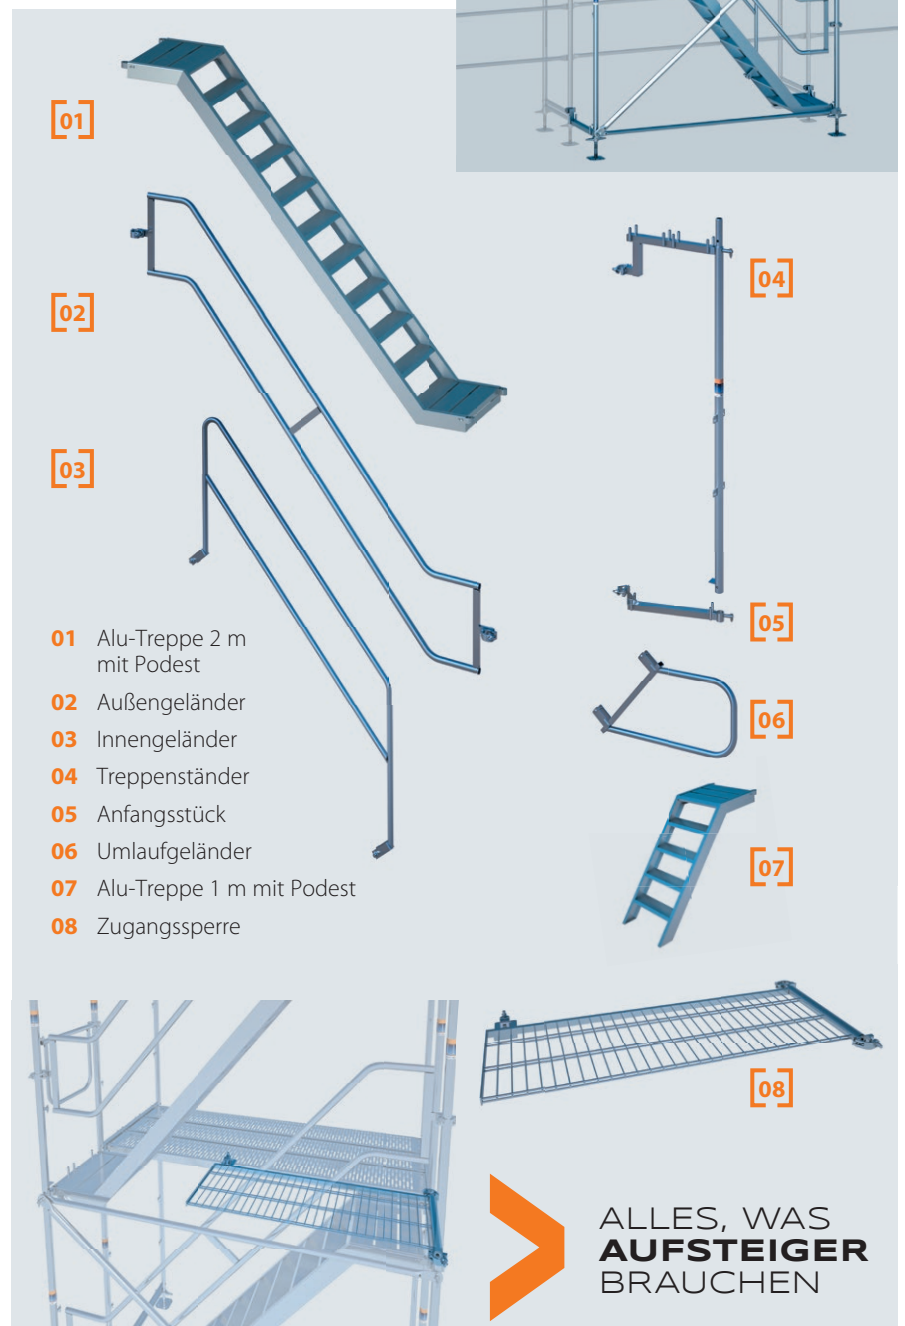 [01]
[02]
[03]
[04]
[05]
[06]
[07]
[08]
01 Alu-Treppe 2 m
mit Podest
02 Außengeländer
03 Innengeländer
04 Treppenständer
05 Anfangsstück
06 Umlaufgeländer
07 Alu-Treppe 1 m mit Podest
08 Zugangssperre
ALLES, WAS
AUFSTEIGER
BRAUCHEN